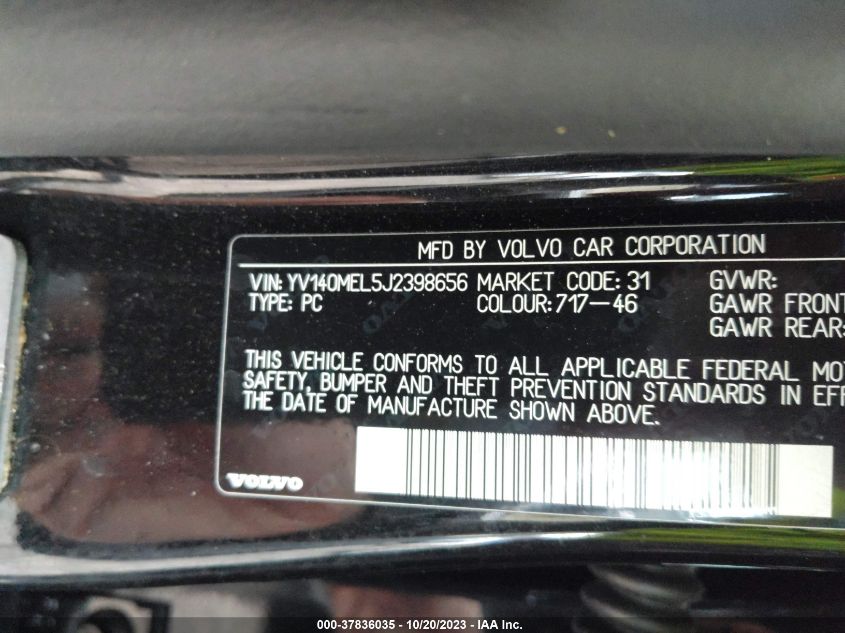 MFD BY VOLVO CAR CORPORATION
VIN: YV140MEL5J2398656 MARKET CODE: 31 GVWR:
TYPE: PC COLOUR: 717-46 GAWR FRONT
GAWR REAR:
THIS VEHICLE CONFORMS TO ALL APPLICABLE FEDERAL MOT
SAFETY, BUMPER AND THEFT PREVENTION STANDARDS IN EFF
THE DATE OF MANUFACTURE SHOWN ABOVE.
VOLVO
000-37836035 - 10/20/2023 - IAA Inc.